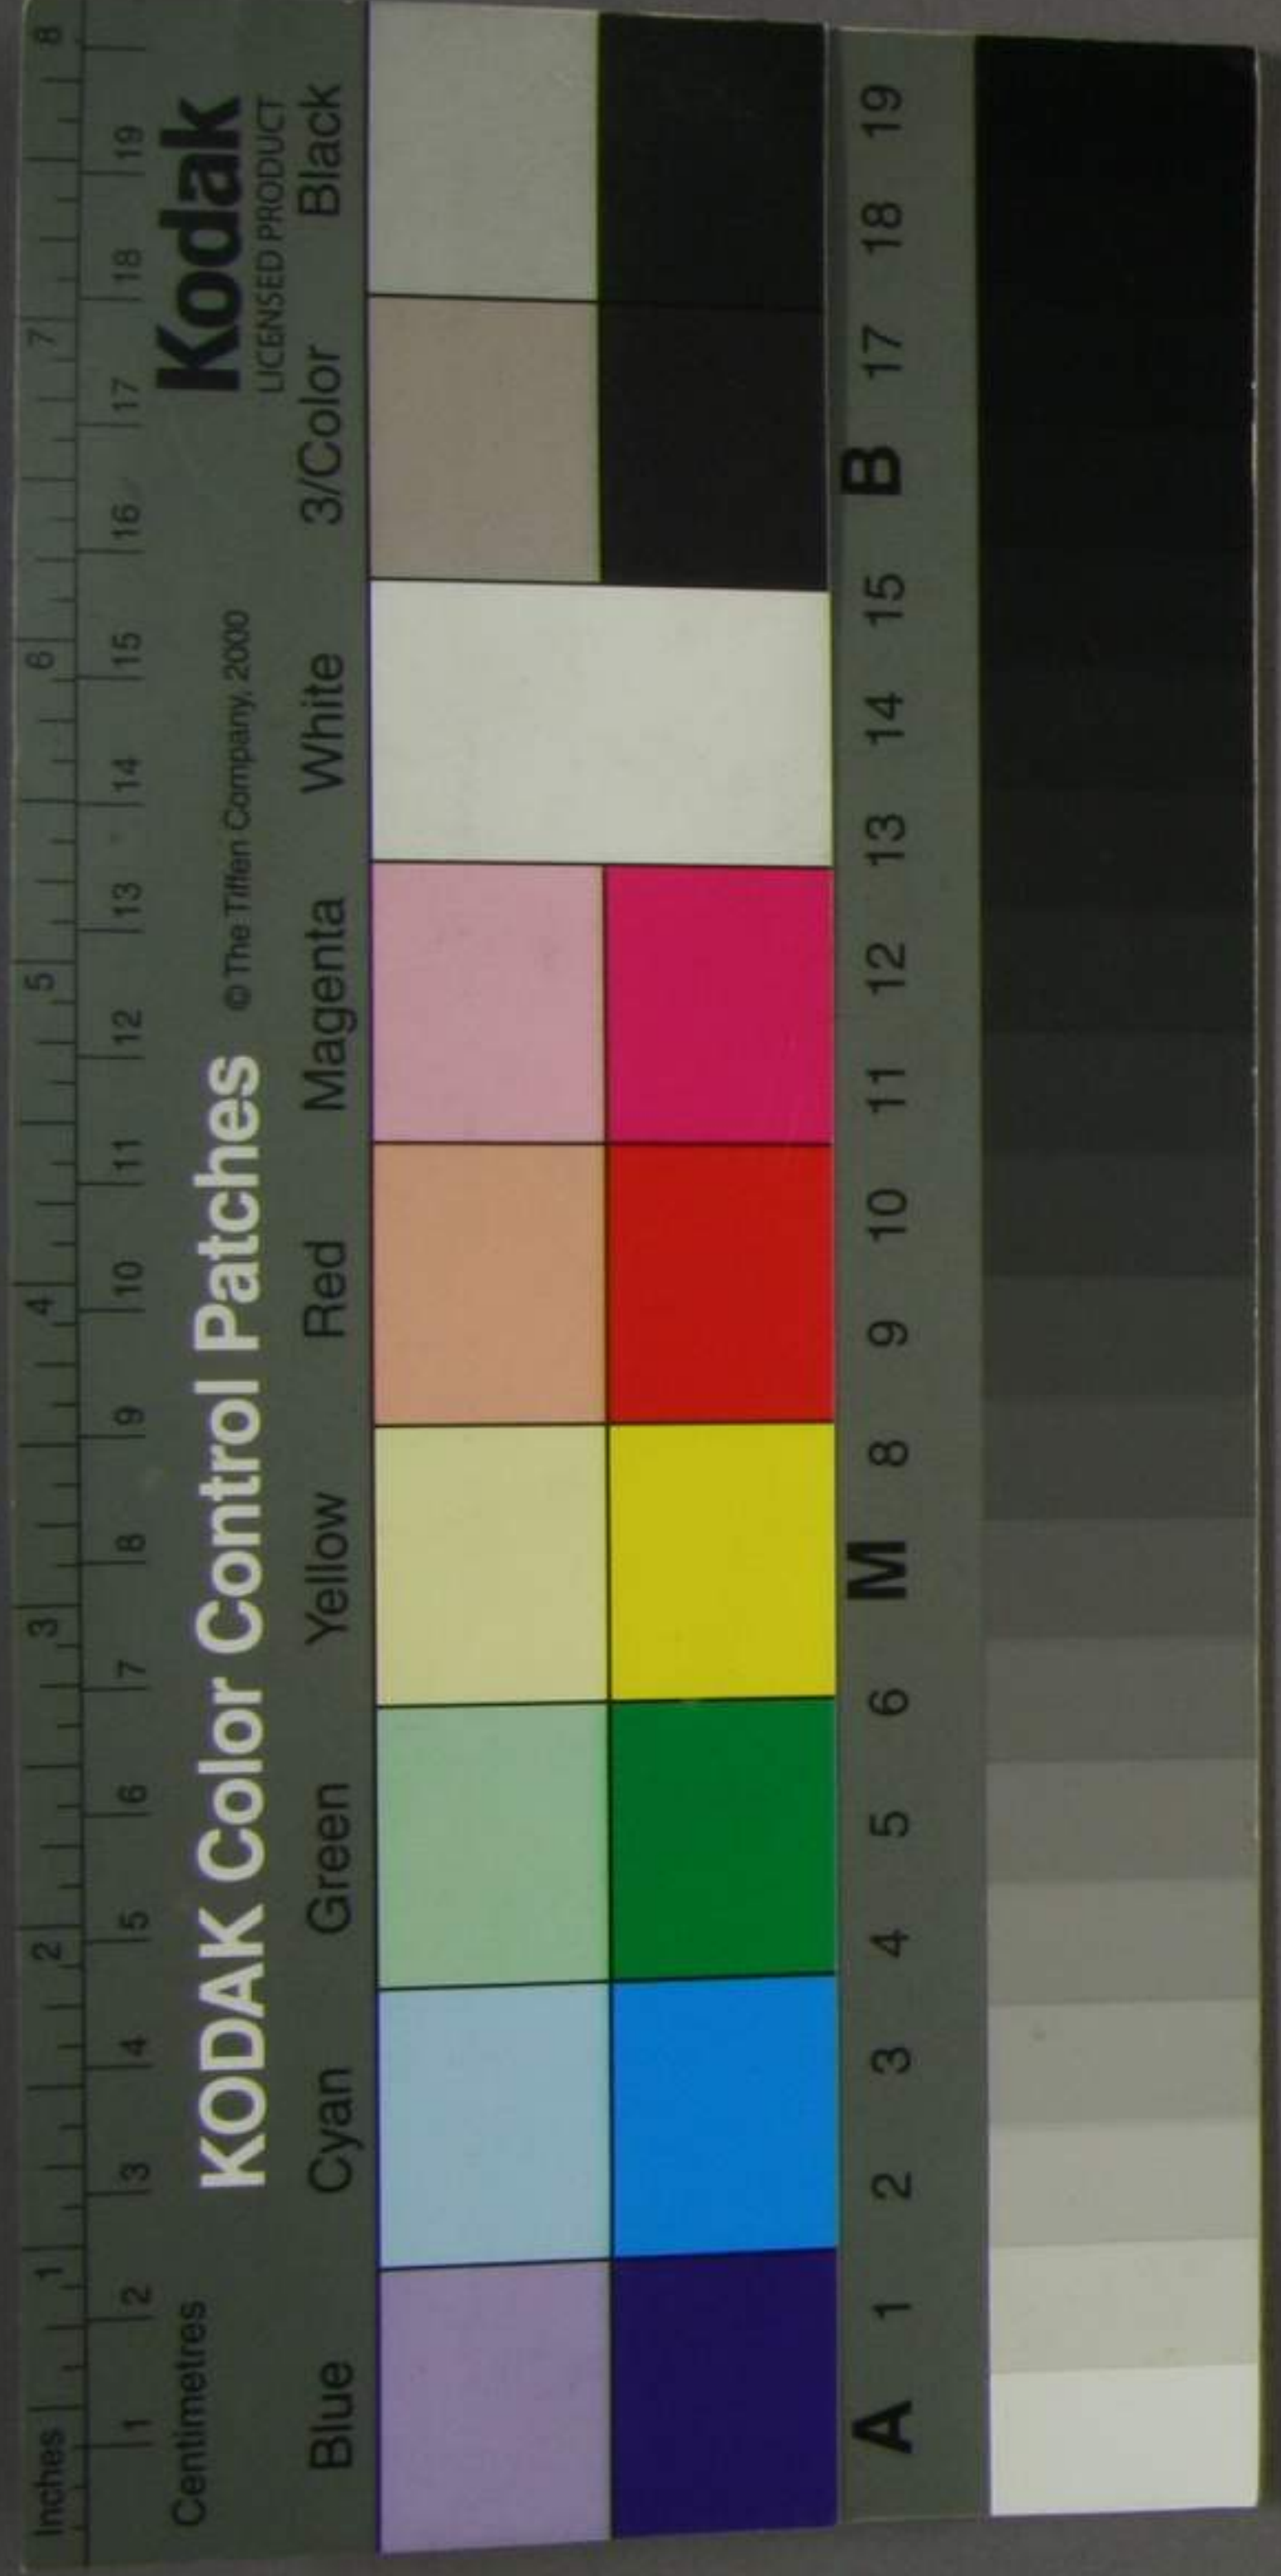 Inches 1 2 3 4 5 6 7 8
Centimetres 1 2 3 4 5 6 7 8 9 10 11 12 13 14 15 16 17 18 19
KODAK Color Control Patches © The Tiffen Company, 2000 Kodak
LICENSED PRODUCT
Blue Cyan Green Yellow Red Magenta White 3/Color Black
A 1 2 3 4 5 6 M 8 9 10 11 12 13 14 15 B 17 18 19